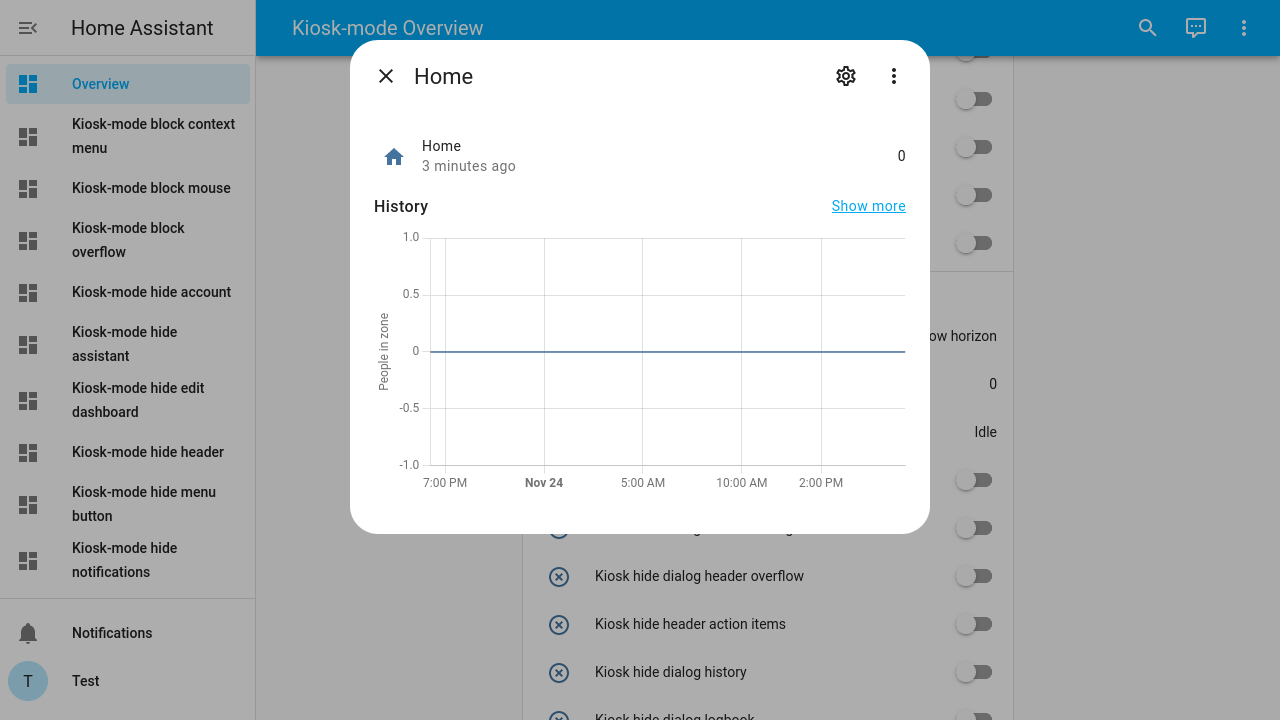 Home Assistant
Kiosk-mode Overview
Overview
Kiosk-mode block context
menu
Kiosk-mode block mouse
Kiosk-mode block
overflow
Kiosk-mode hide account
Kiosk-mode hide
assistant
Kiosk-mode hide edit
dashboard
Kiosk-mode hide header
Kiosk-mode hide menu
button
Kiosk-mode hide
notifications
Notifications
T
Test
Home
Home
3 minutes ago
0
History
Show more
1.0
0.5
0
-0.5
-1.0
People in zone
7:00 PM
Nov 24
5:00 AM
10:00 AM
2:00 PM
horizon
0
Idle
Kiosk hide dialog header overflow
Kiosk hide header action items
Kiosk hide dialog history
Kiosk hide dialog logbook